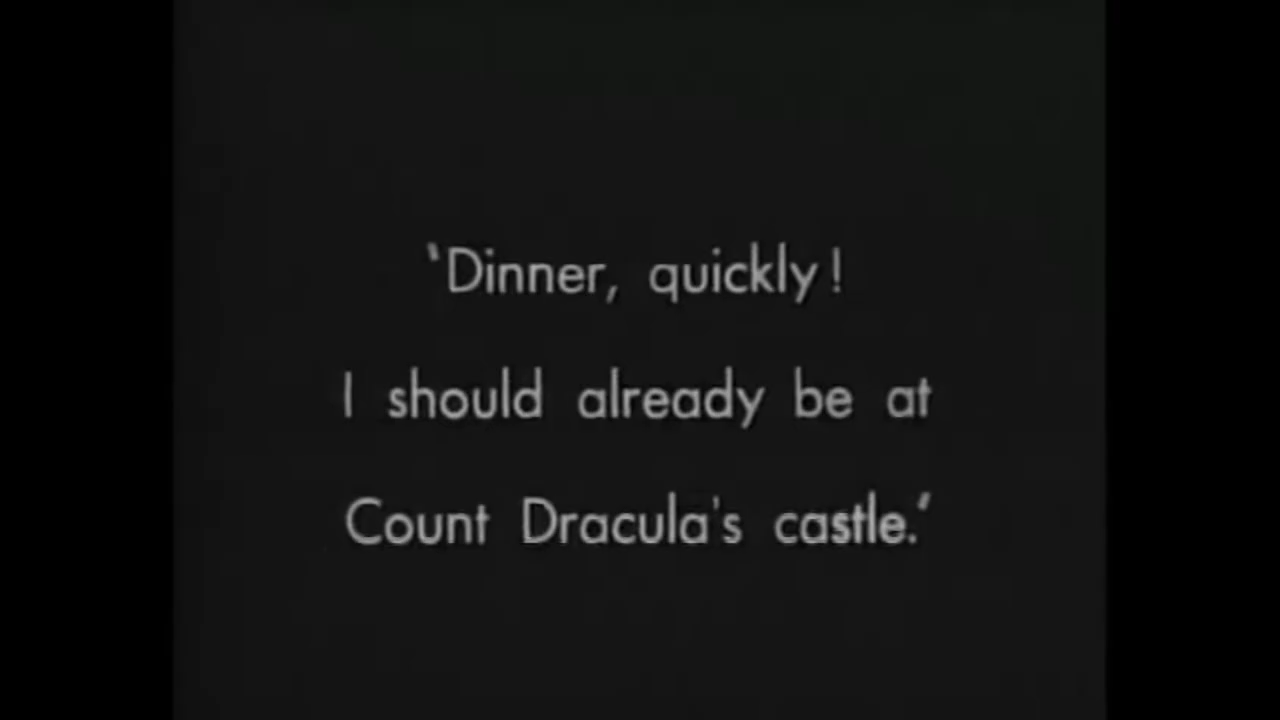 ‘Dinner, quickly!
I should already be at
Count Dracula's castle.’